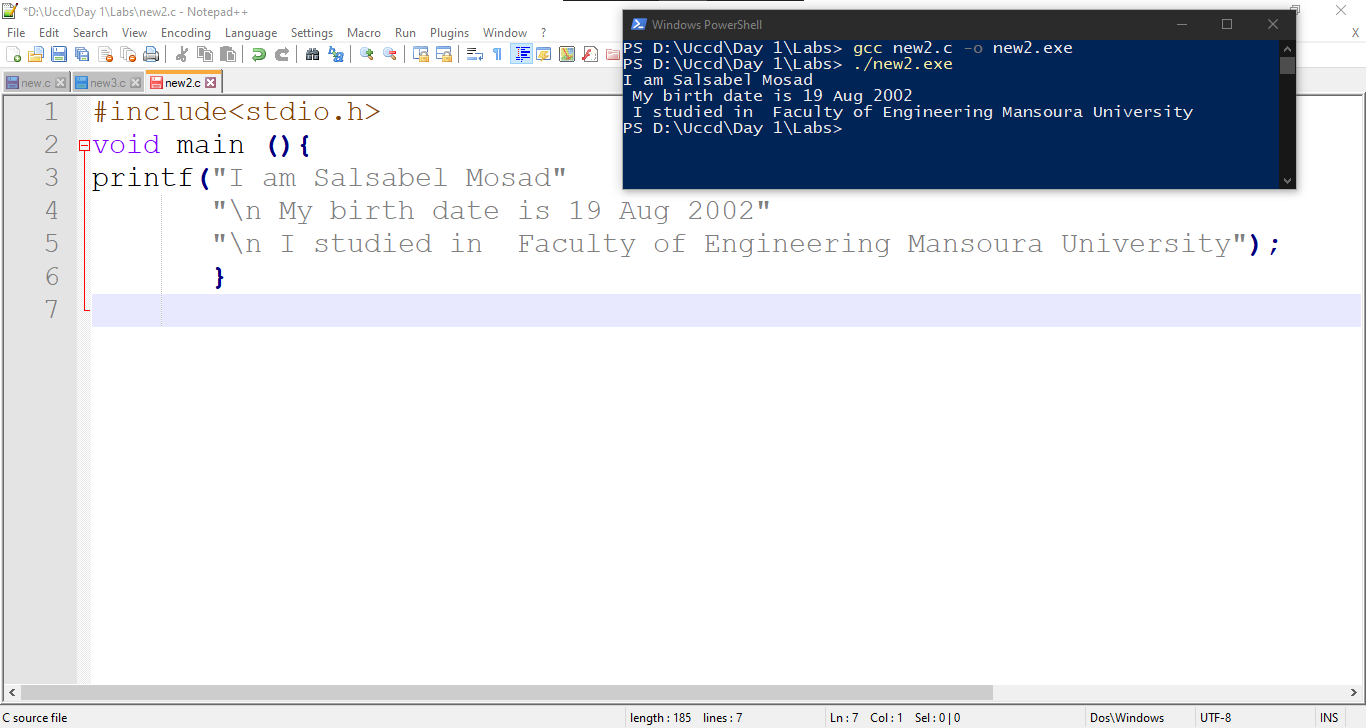 *D:\Uccd\Day 1\Labs\new2.c - Notepad++
File Edit Search View Encoding Language Settings Macro Run Plugins Window ? X
new.c new3.c new2.c
1 #include<stdio.h>
2 void main (){
3 printf("I am Salsabel Mosad"
4 "\n My birth date is 19 Aug 2002"
5 "\n I studied in  Faculty of Engineering Mansoura University");
6 }
7
Windows PowerShell
PS D:\Uccd\Day 1\Labs> gcc new2.c -o new2.exe
PS D:\Uccd\Day 1\Labs> ./new2.exe
I am Salsabel Mosad
 My birth date is 19 Aug 2002
 I studied in  Faculty of Engineering Mansoura University
PS D:\Uccd\Day 1\Labs>
C source file length : 185 lines : 7 Ln : 7 Col : 1 Sel : 0 | 0 Dos\Windows UTF-8 INS